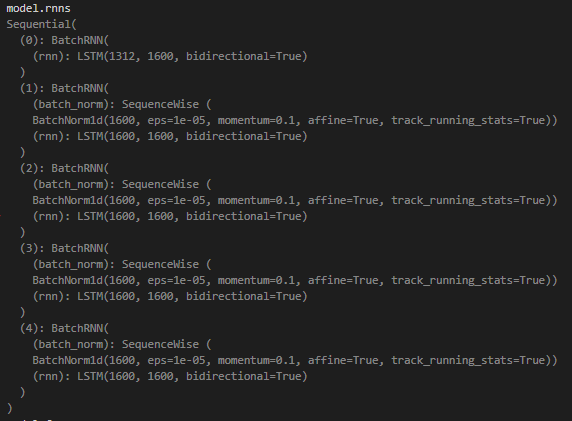 model.rnns
Sequential(
  (0): BatchRNN(
    (rnn): LSTM(1312, 1600, bidirectional=True)
  )
  (1): BatchRNN(
    (batch_norm): SequenceWise (
    BatchNorm1d(1600, eps=1e-05, momentum=0.1, affine=True, track_running_stats=True))
    (rnn): LSTM(1600, 1600, bidirectional=True)
  )
  (2): BatchRNN(
    (batch_norm): SequenceWise (
    BatchNorm1d(1600, eps=1e-05, momentum=0.1, affine=True, track_running_stats=True))
    (rnn): LSTM(1600, 1600, bidirectional=True)
  )
  (3): BatchRNN(
    (batch_norm): SequenceWise (
    BatchNorm1d(1600, eps=1e-05, momentum=0.1, affine=True, track_running_stats=True))
    (rnn): LSTM(1600, 1600, bidirectional=True)
  )
  (4): BatchRNN(
    (batch_norm): SequenceWise (
    BatchNorm1d(1600, eps=1e-05, momentum=0.1, affine=True, track_running_stats=True))
    (rnn): LSTM(1600, 1600, bidirectional=True)
  )
)